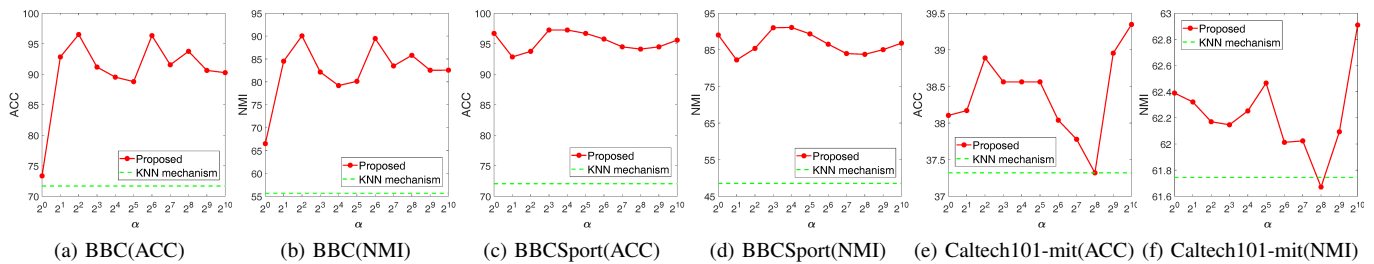 ACC
100
95
90
85
80
75
70
Proposed
KNN mechanism
2^0 2^1 2^2 2^3 2^4 2^5 2^6 2^7 2^8 2^9 2^10
α
(a) BBC(ACC)
NMI
95
90
85
80
75
70
65
60
55
Proposed
KNN mechanism
2^0 2^1 2^2 2^3 2^4 2^5 2^6 2^7 2^8 2^9 2^10
α
(b) BBC(NMI)
ACC
100
95
90
85
80
75
70
Proposed
KNN mechanism
2^0 2^1 2^2 2^3 2^4 2^5 2^6 2^7 2^8 2^9 2^10
α
(c) BBCSport(ACC)
NMI
95
85
75
65
55
45
Proposed
KNN mechanism
2^0 2^1 2^2 2^3 2^4 2^5 2^6 2^7 2^8 2^9 2^10
α
(d) BBCSport(NMI)
ACC
39.5
39
38.5
38
37.5
37
Proposed
KNN mechanism
2^0 2^1 2^2 2^3 2^4 2^5 2^6 2^7 2^8 2^9 2^10
α
(e) Caltech101-mit(ACC)
NMI
63
62.8
62.6
62.4
62.2
62
61.8
61.6
Proposed
KNN mechanism
2^0 2^1 2^2 2^3 2^4 2^5 2^6 2^7 2^8 2^9 2^10
α
(f) Caltech101-mit(NMI)